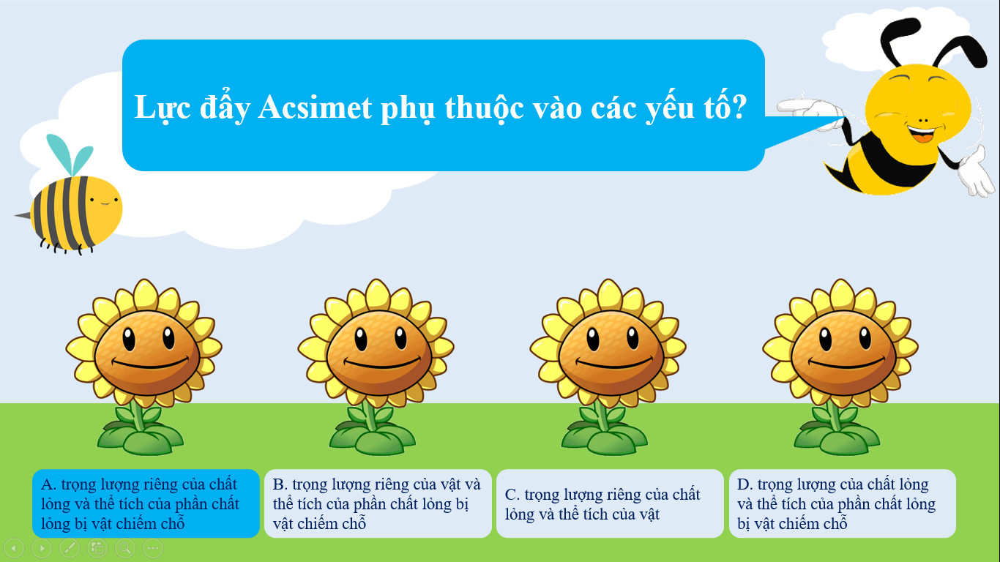 Lực đẩy Acsimet phụ thuộc vào các yếu tố?
A. trọng lượng riêng của chất
lỏng và thể tích của phần chất
lỏng bị vật chiếm chỗ
B. trọng lượng riêng của vật và
thể tích của phần chất lỏng bị
vật chiếm chỗ
C. trọng lượng riêng của chất
lỏng và thể tích của vật
D. trọng lượng của chất lỏng
và thể tích của phần chất lỏng
bị vật chiếm chỗ